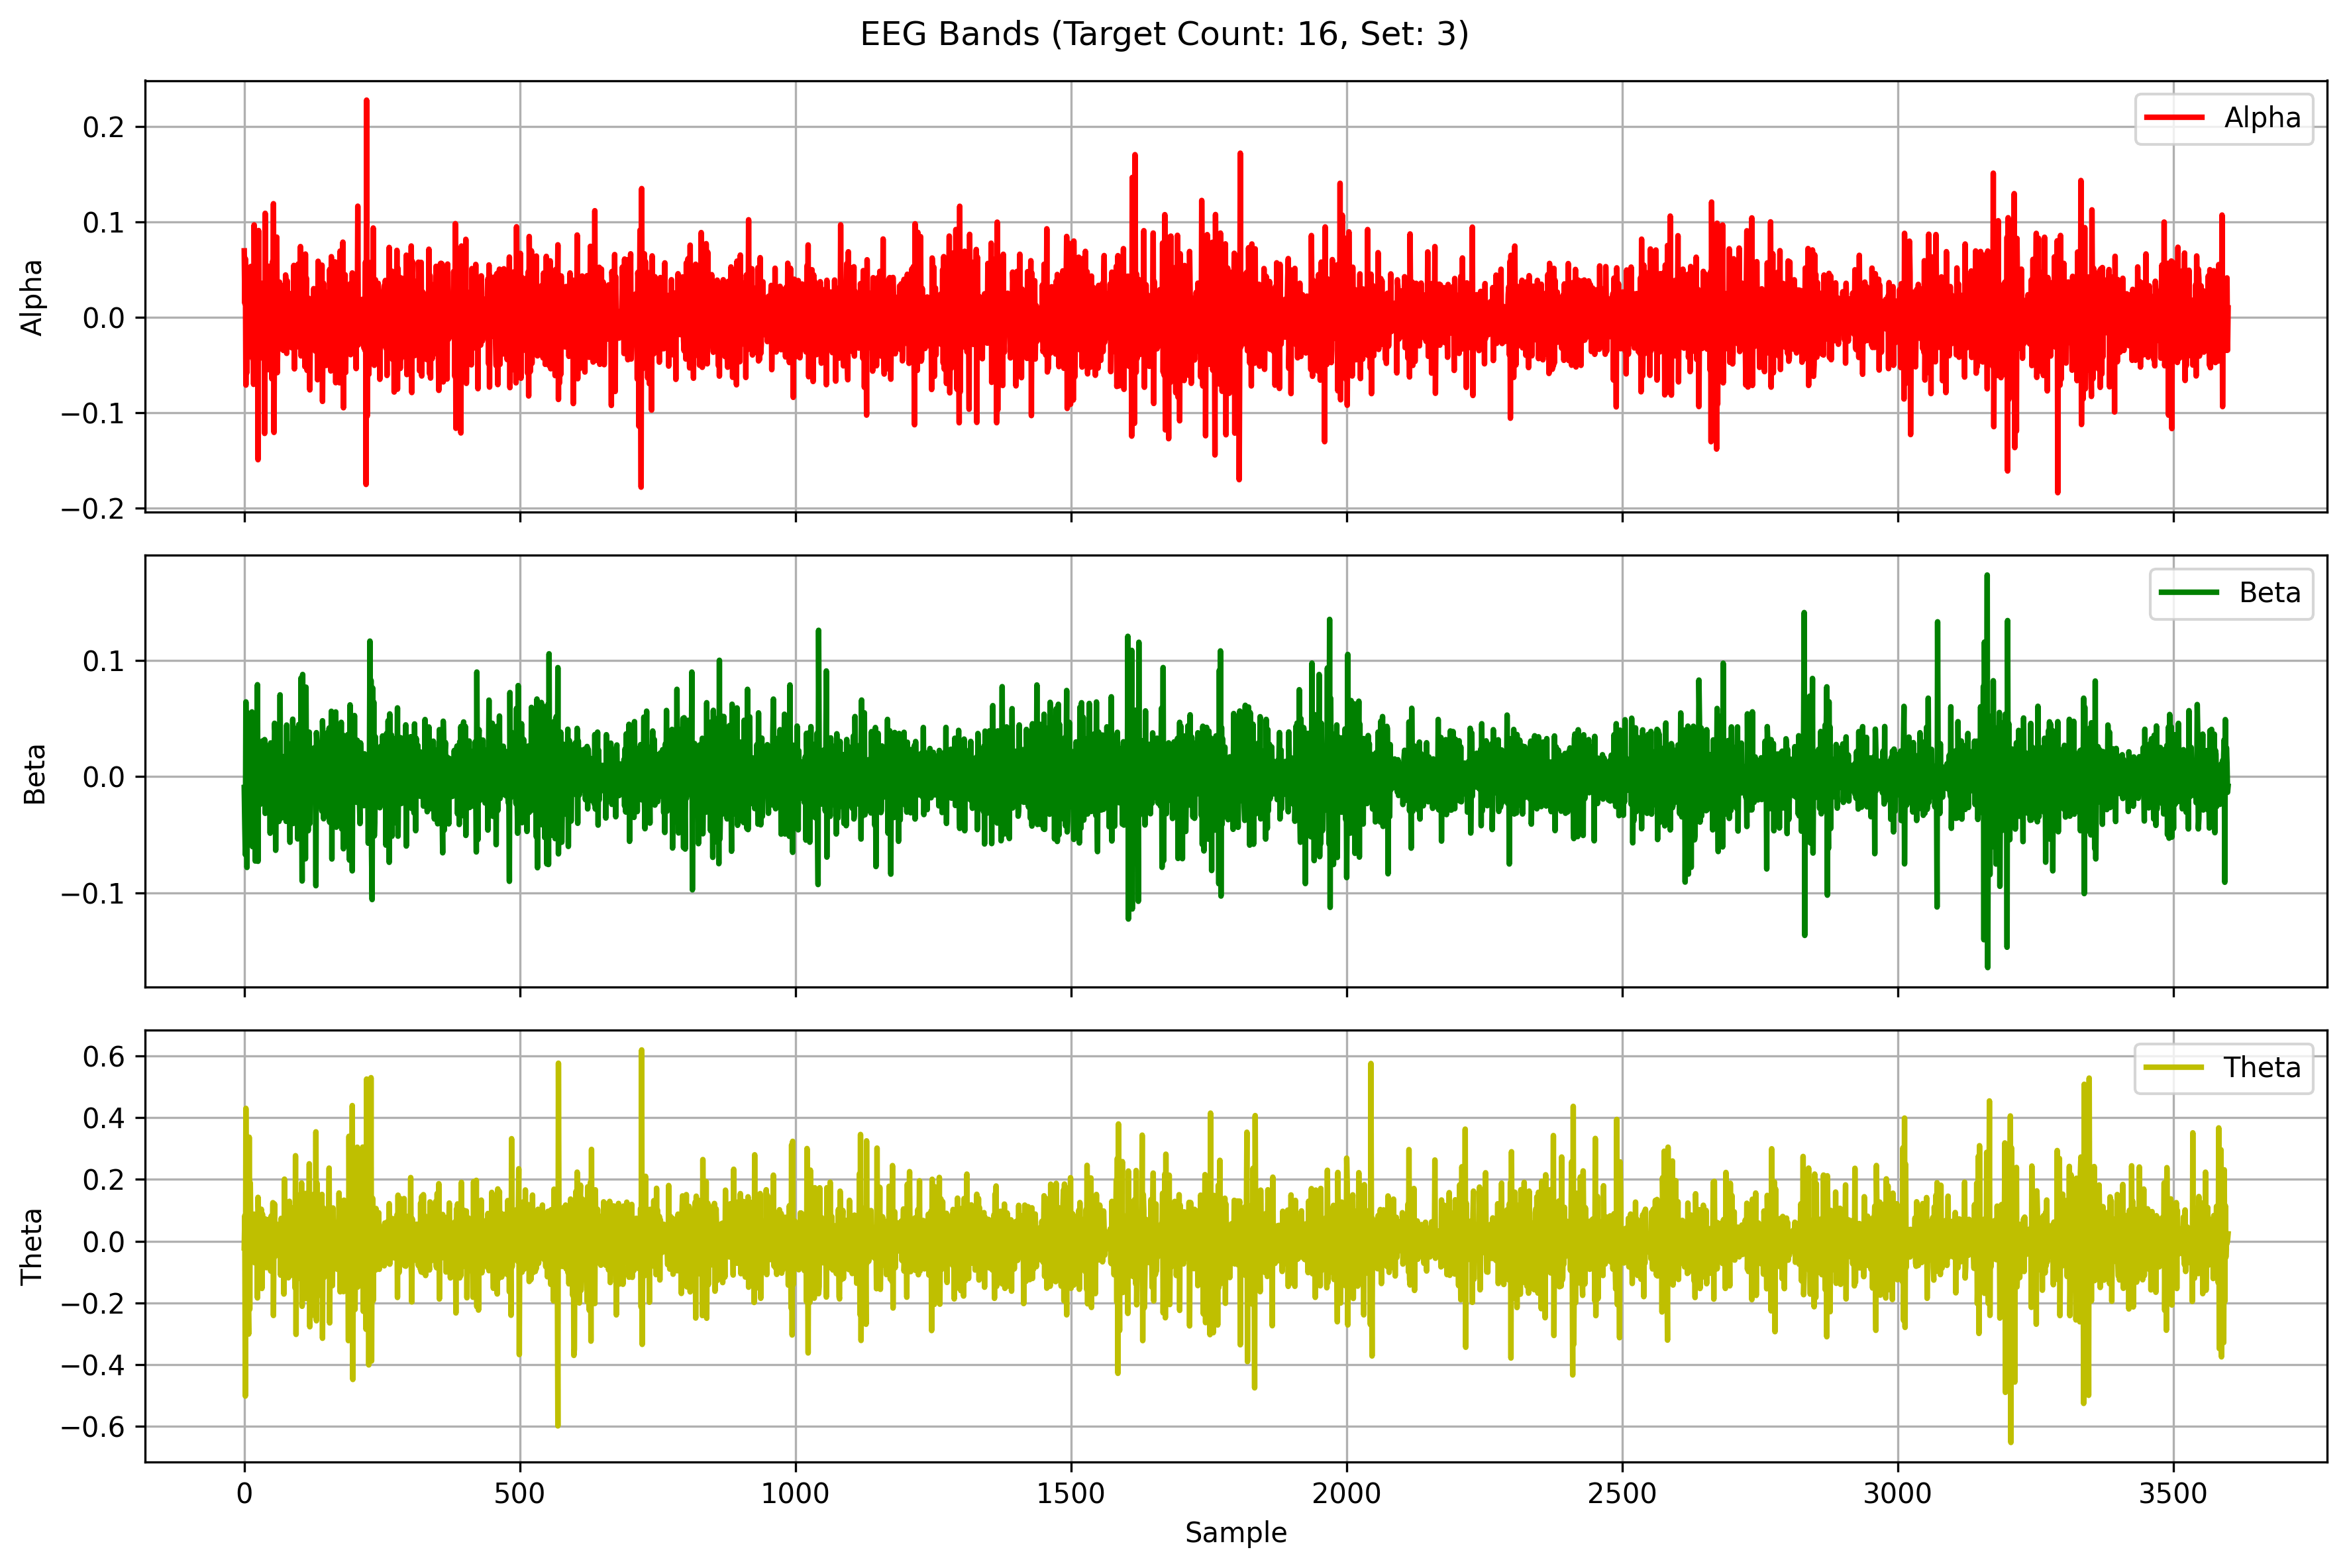 EEG Bands (Target Count: 16, Set: 3)
Alpha
0.2
0.1
0.0
−0.1
−0.2
Alpha
Beta
0.1
0.0
−0.1
Beta
Theta
0.6
0.4
0.2
0.0
−0.2
−0.4
−0.6
Theta
0 500 1000 1500 2000 2500 3000 3500
Sample